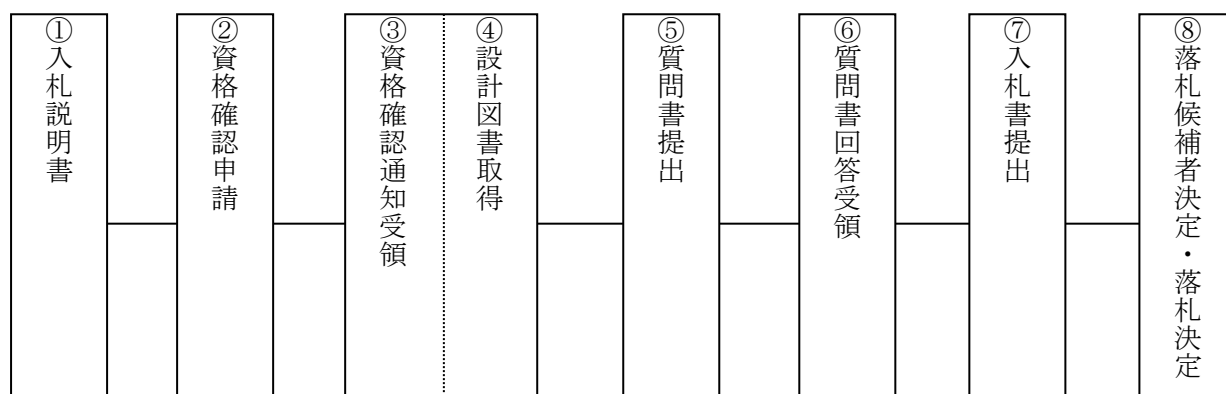 ①入札説明書
②資格確認申請
③資格確認通知受領
④設計図書取得
⑤質問書提出
⑥質問書回答受領
⑦入札書提出
⑧落札候補者決定・落札決定